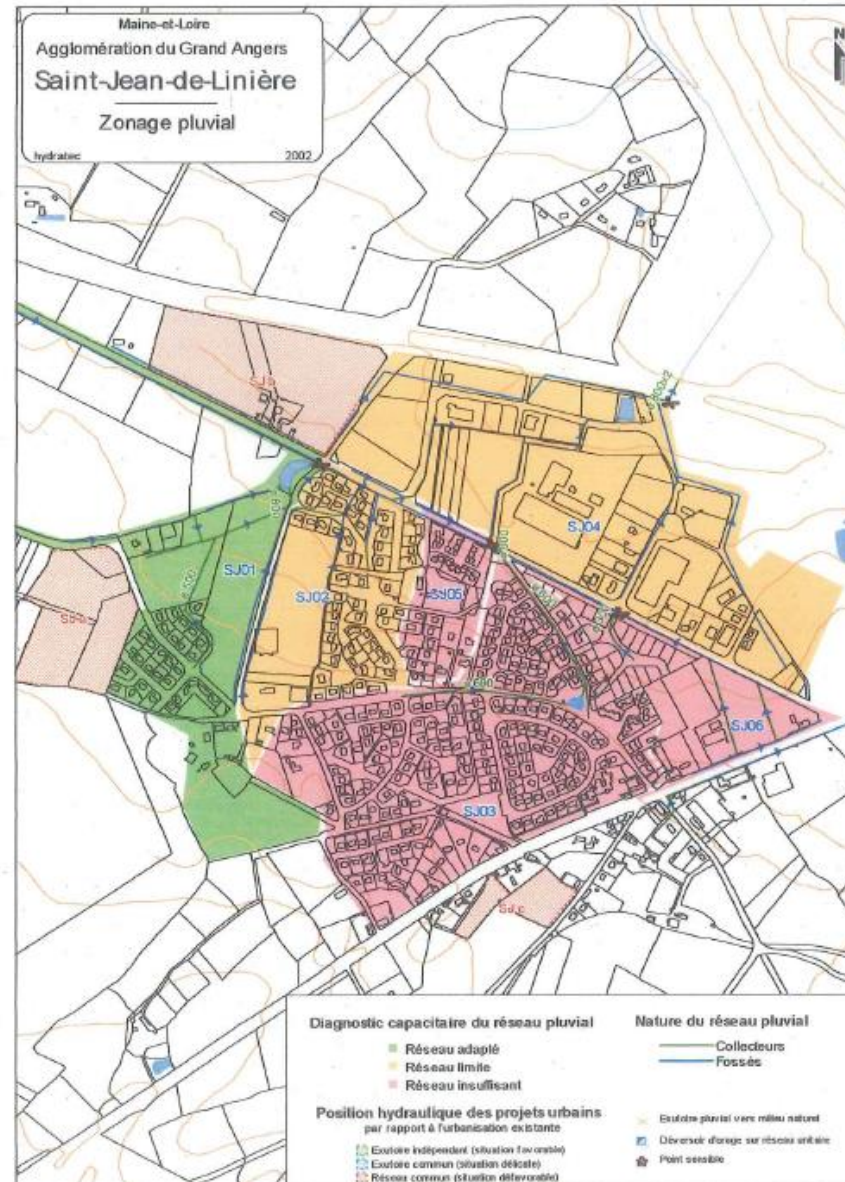 Maine-et-Loire
Agglomération du Grand Angers
Saint-Jean-de-Linière
Zonage pluvial
hydratec 2002
N
SJb
SJ04
SJ01
SJ02
SJ05
SJ06
SJ03
SJc
Diagnostic capacitaire du réseau pluvial
Réseau adapté
Réseau limite
Réseau insuffisant
Position hydraulique des projets urbains
par rapport à l'urbanisation existante
Exutoire indépendant (situation favorable)
Exutoire commun (situation délicate)
Réseau commun (situation défavorable)
Nature du réseau pluvial
Collecteurs
Fossés
Exutoire pluvial vers milieu naturel
Déversoir d'orage sur réseau unitaire
Point sensible